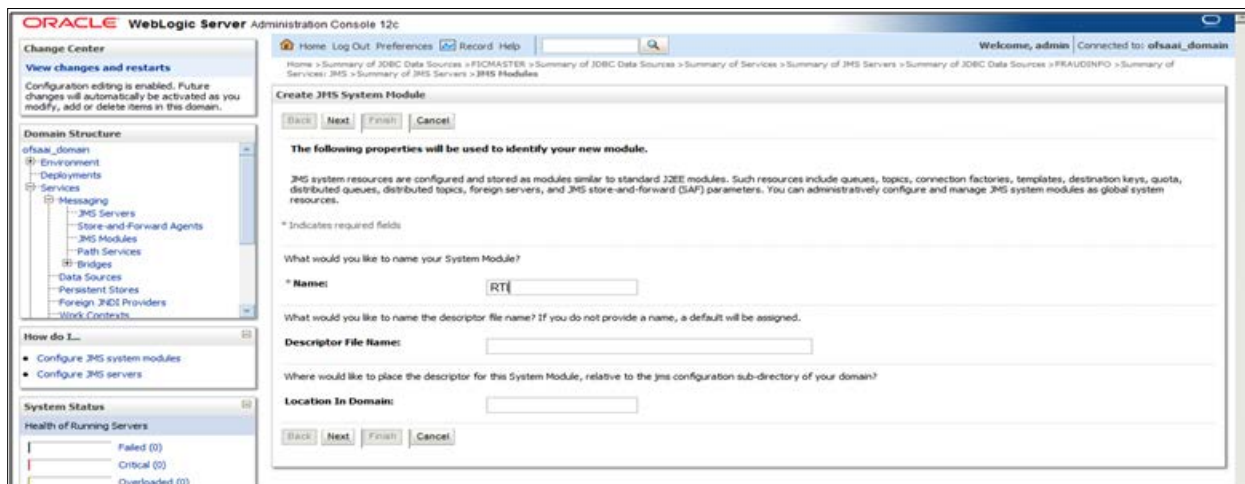 ORACLE WebLogic Server Administration Console 12c
Change Center
View changes and restarts
Configuration editing is enabled. Future
changes will automatically be activated as you
modify, add or delete items in this domain.
Domain Structure
ofsaai_domain
Environment
Deployments
Services
Messaging
JMS Servers
Store-and-Forward Agents
JMS Modules
Path Services
Bridges
Data Sources
Persistent Stores
Foreign JNDI Providers
Work Contexts
How do I...
Configure JMS system modules
Configure JMS servers
System Status
Health of Running Servers
Failed (0)
Critical (0)
Overloaded (0)
Home Log Out Preferences Record Help
Welcome, admin Connected to: ofsaai_domain
Home >Summary of JDBC Data Sources >FICMASTER >Summary of JDBC Data Sources >Summary of Services >Summary of JMS Servers >Summary of JDBC Data Sources >FRAUDINFO >Summary of
Services: JMS >Summary of JMS Servers >JMS Modules
Create JMS System Module
Back Next Finish Cancel
The following properties will be used to identify your new module.
JMS system resources are configured and stored as modules similar to standard J2EE modules. Such resources include queues, topics, connection factories, templates, destination keys, quota,
distributed queues, distributed topics, foreign servers, and JMS store-and-forward (SAF) parameters. You can administratively configure and manage JMS system modules as global system
resources.
* Indicates required fields
What would you like to name your System Module?
* Name: RTI
What would you like to name the descriptor file name? If you do not provide a name, a default will be assigned.
Descriptor File Name:
Where would like to place the descriptor for this System Module, relative to the jms configuration sub-directory of your domain?
Location In Domain:
Back Next Finish Cancel